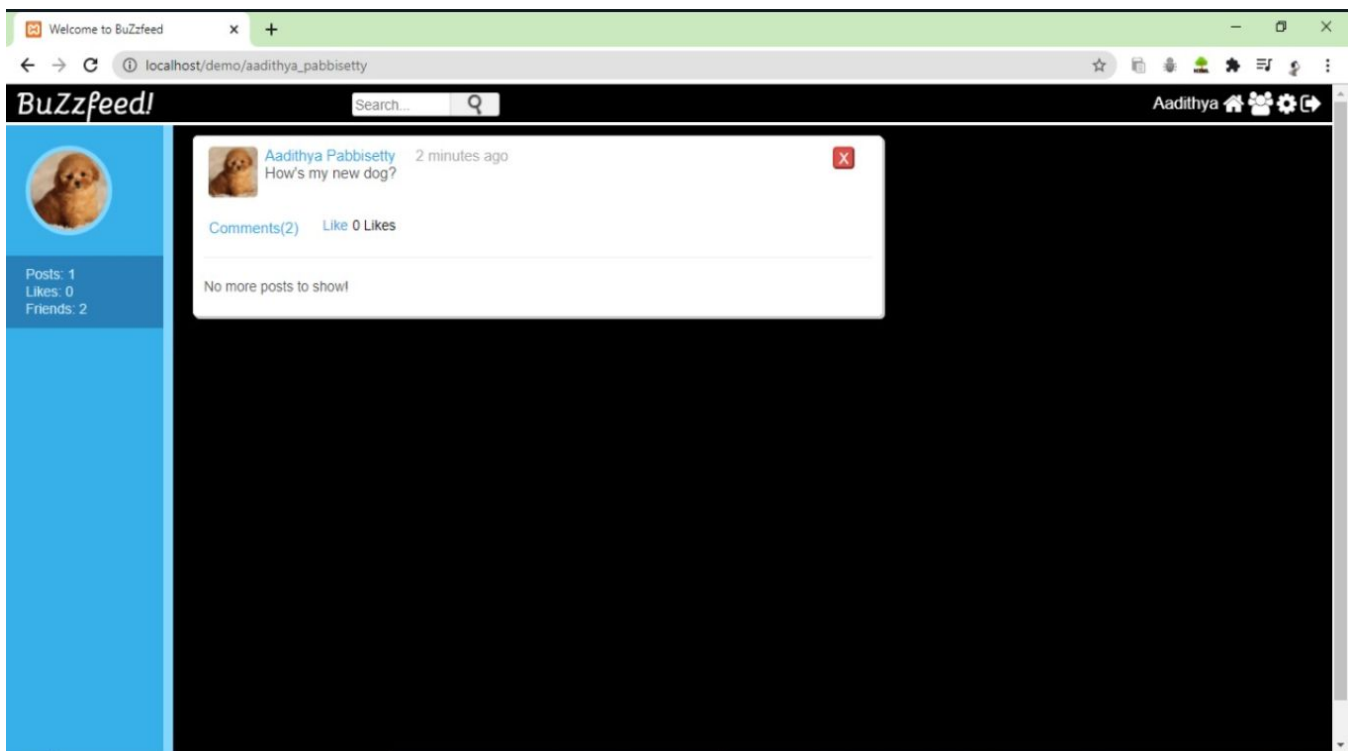 Welcome to BuZzfeed
localhost/demo/aadithya_pabbisetty
BuZzfeed!
Search...
Aadithya
Aadithya Pabbisetty 2 minutes ago
X
How's my new dog?
Comments(2) Like 0 Likes
Posts: 1
Likes: 0
Friends: 2
No more posts to show!